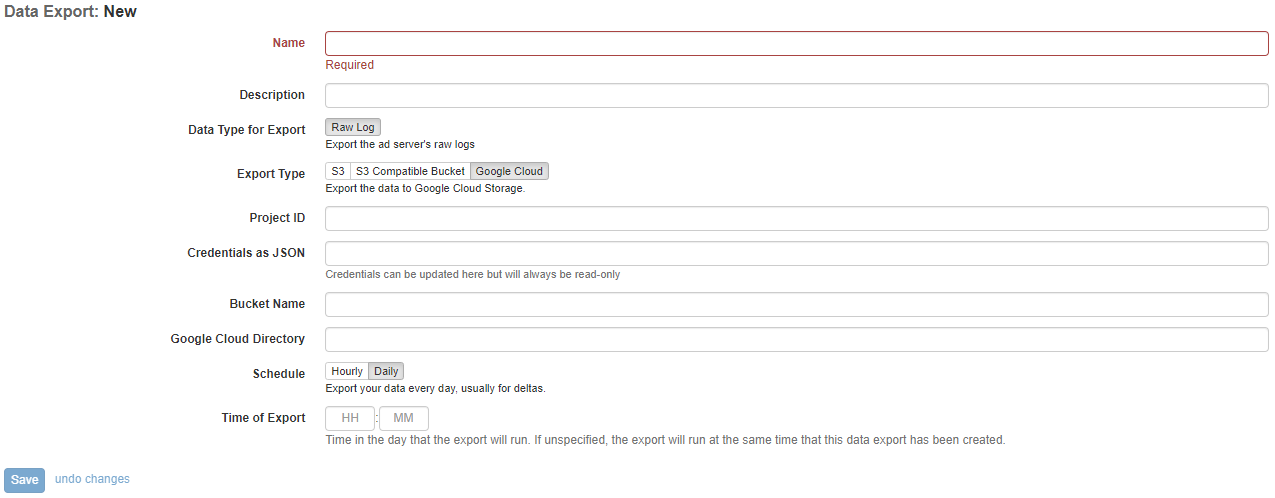 Data Export: New
Name
Required
Description
Data Type for Export Raw Log
Export the ad server's raw logs
Export Type S3 S3 Compatible Bucket Google Cloud
Export the data to Google Cloud Storage.
Project ID
Credentials as JSON
Credentials can be updated here but will always be read-only
Bucket Name
Google Cloud Directory
Schedule Hourly Daily
Export your data every day, usually for deltas.
Time of Export HH : MM
Time in the day that the export will run. If unspecified, the export will run at the same time that this data export has been created.
Save undo changes